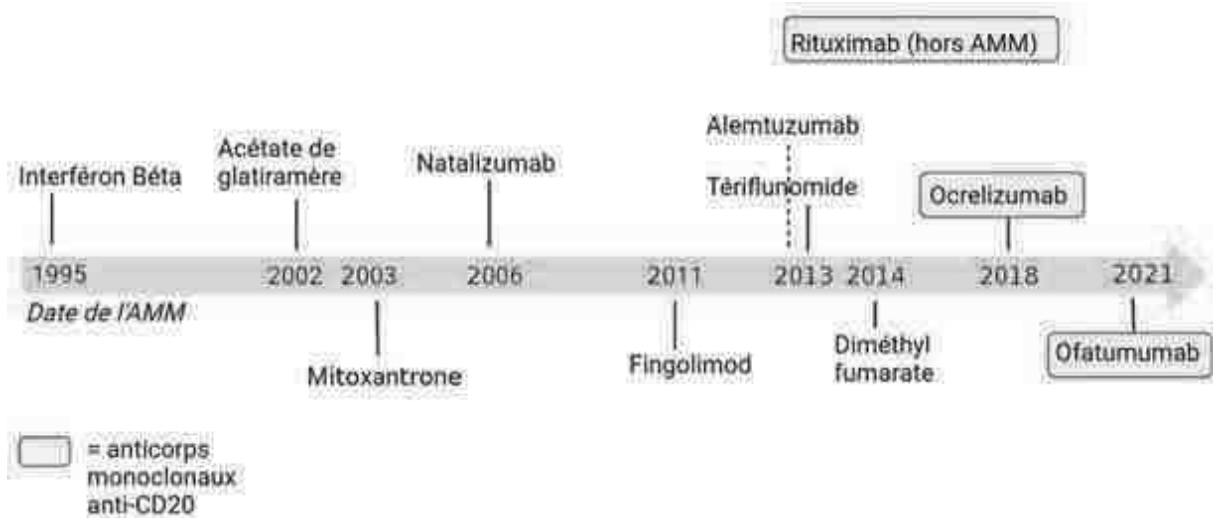 Rituximab (hors AMM)
Alemtuzumab
Acétate de
glatiramère
Natalizumab
Interféron Béta
Tériflunomide
Ocrelizumab
1995 2002 2003 2006 2011 2013 2014 2018 2021
Date de l'AMM
Mitoxantrone
Fingolimod
Diméthyl
fumarate
Ofatumumab
= anticorps
monoclonaux
anti-CD20